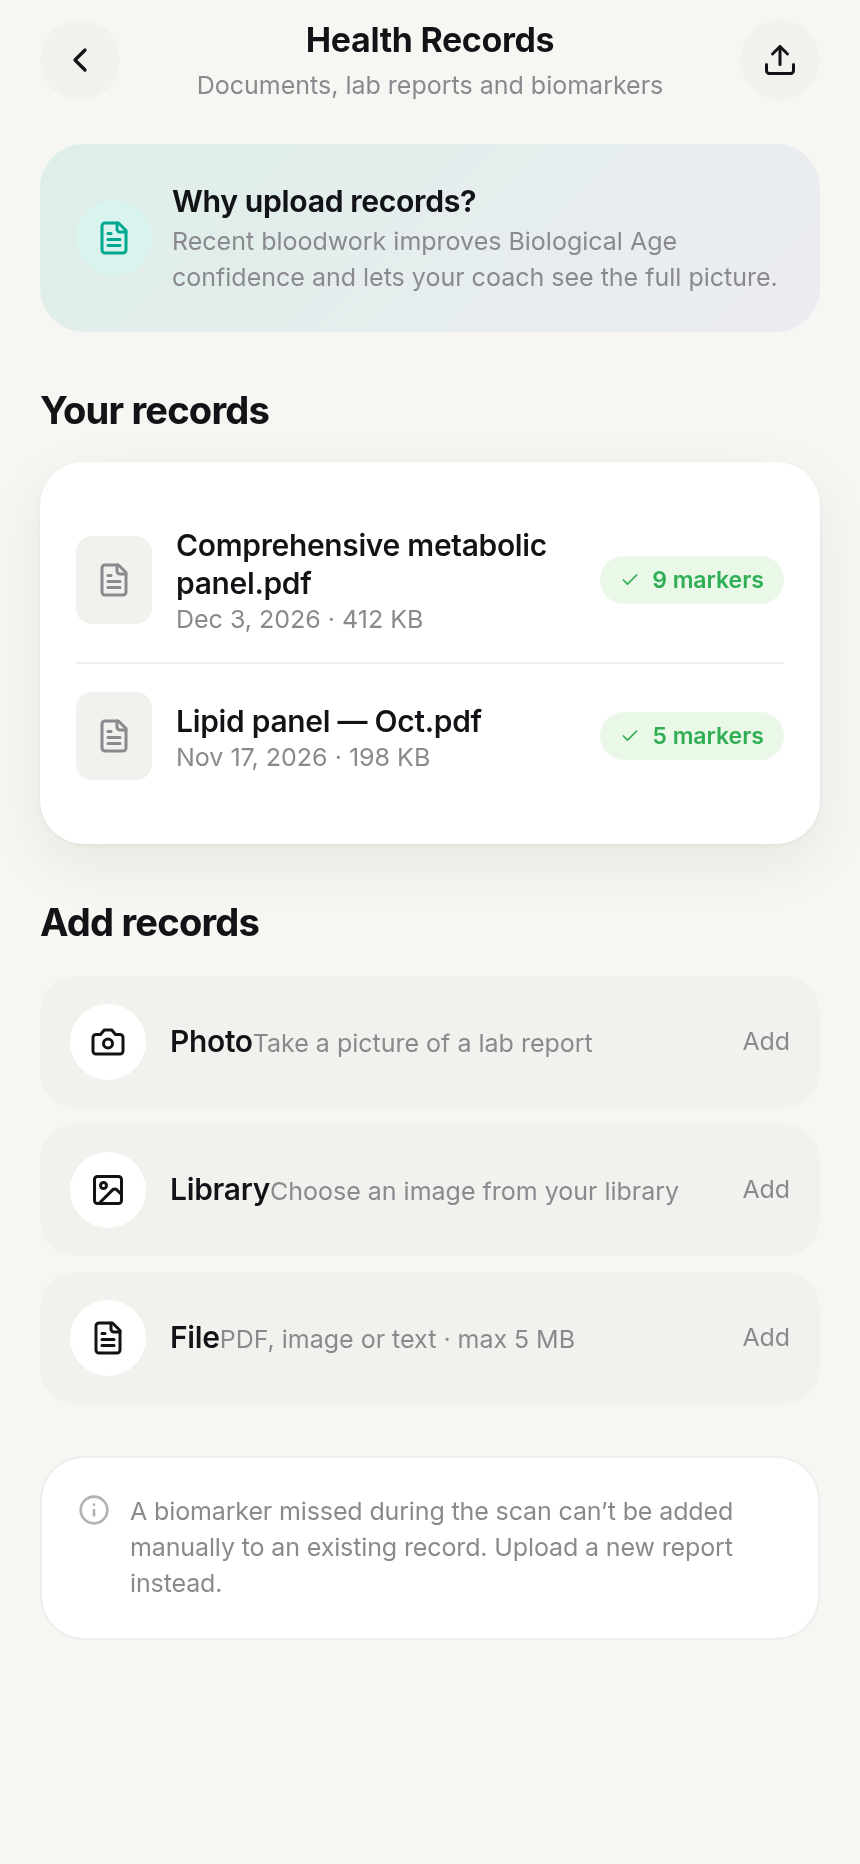 Health Records
Documents, lab reports and biomarkers
Why upload records?
Recent bloodwork improves Biological Age
confidence and lets your coach see the full picture.
Your records
Comprehensive metabolic
panel.pdf
Dec 3, 2026 · 412 KB
9 markers
Lipid panel — Oct.pdf
Nov 17, 2026 · 198 KB
5 markers
Add records
Photo Take a picture of a lab report Add
Library Choose an image from your library Add
File PDF, image or text · max 5 MB Add
A biomarker missed during the scan can’t be added
manually to an existing record. Upload a new report
instead.